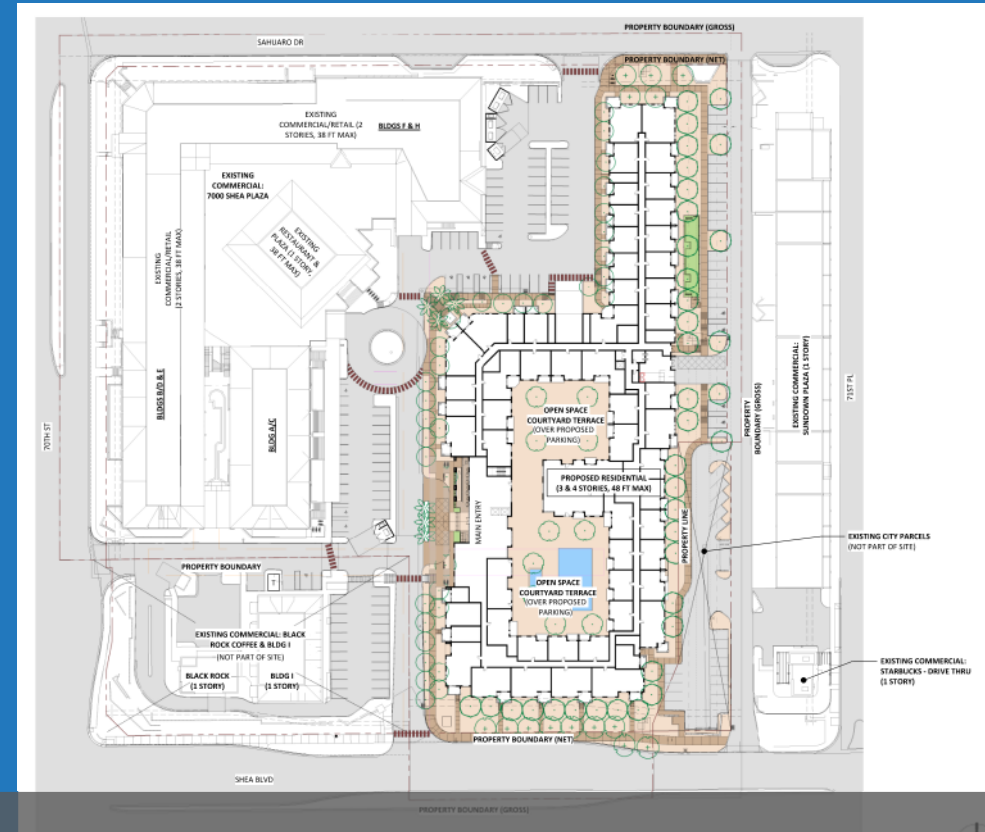 PROPERTY BOUNDARY (GROSS)
SAHUARO DR
PROPERTY BOUNDARY (NET)
EXISTING
COMMERCIAL/RETAIL (2
STORIES, 38 FT MAX)
BLDGS F & H
EXISTING
COMMERCIAL:
7000 SHEA PLAZA
EXISTING
RESTAURANT &
PLAZA (1 STORY,
38 FT MAX)
EXISTING
COMMERCIAL/RETAIL
(2 STORIES, 38 FT MAX)
BLDGS B/D & E
BLDG A/C
70TH ST
OPEN SPACE
COURTYARD TERRACE
(OVER PROPOSED
PARKING)
PROPOSED RESIDENTIAL
(3 & 4 STORIES, 48 FT MAX)
MAIN ENTRY
PROPERTY LINE
PROPERTY
BOUNDARY (GROSS)
EXISTING COMMERCIAL:
SUNDOWN PLAZA (1 STORY)
71ST PL
EXISTING CITY PARCELS
(NOT PART OF SITE)
PROPERTY BOUNDARY
T
OPEN SPACE
COURTYARD TERRACE
(OVER PROPOSED
PARKING)
EXISTING COMMERCIAL: BLACK
ROCK COFFEE & BLDG I
(NOT PART OF SITE)
BLACK ROCK
(1 STORY)
BLDG I
(1 STORY)
EXISTING COMMERCIAL:
STARBUCKS - DRIVE THRU
(1 STORY)
PROPERTY BOUNDARY (NET)
SHEA BLVD
PROPERTY BOUNDARY (GROSS)